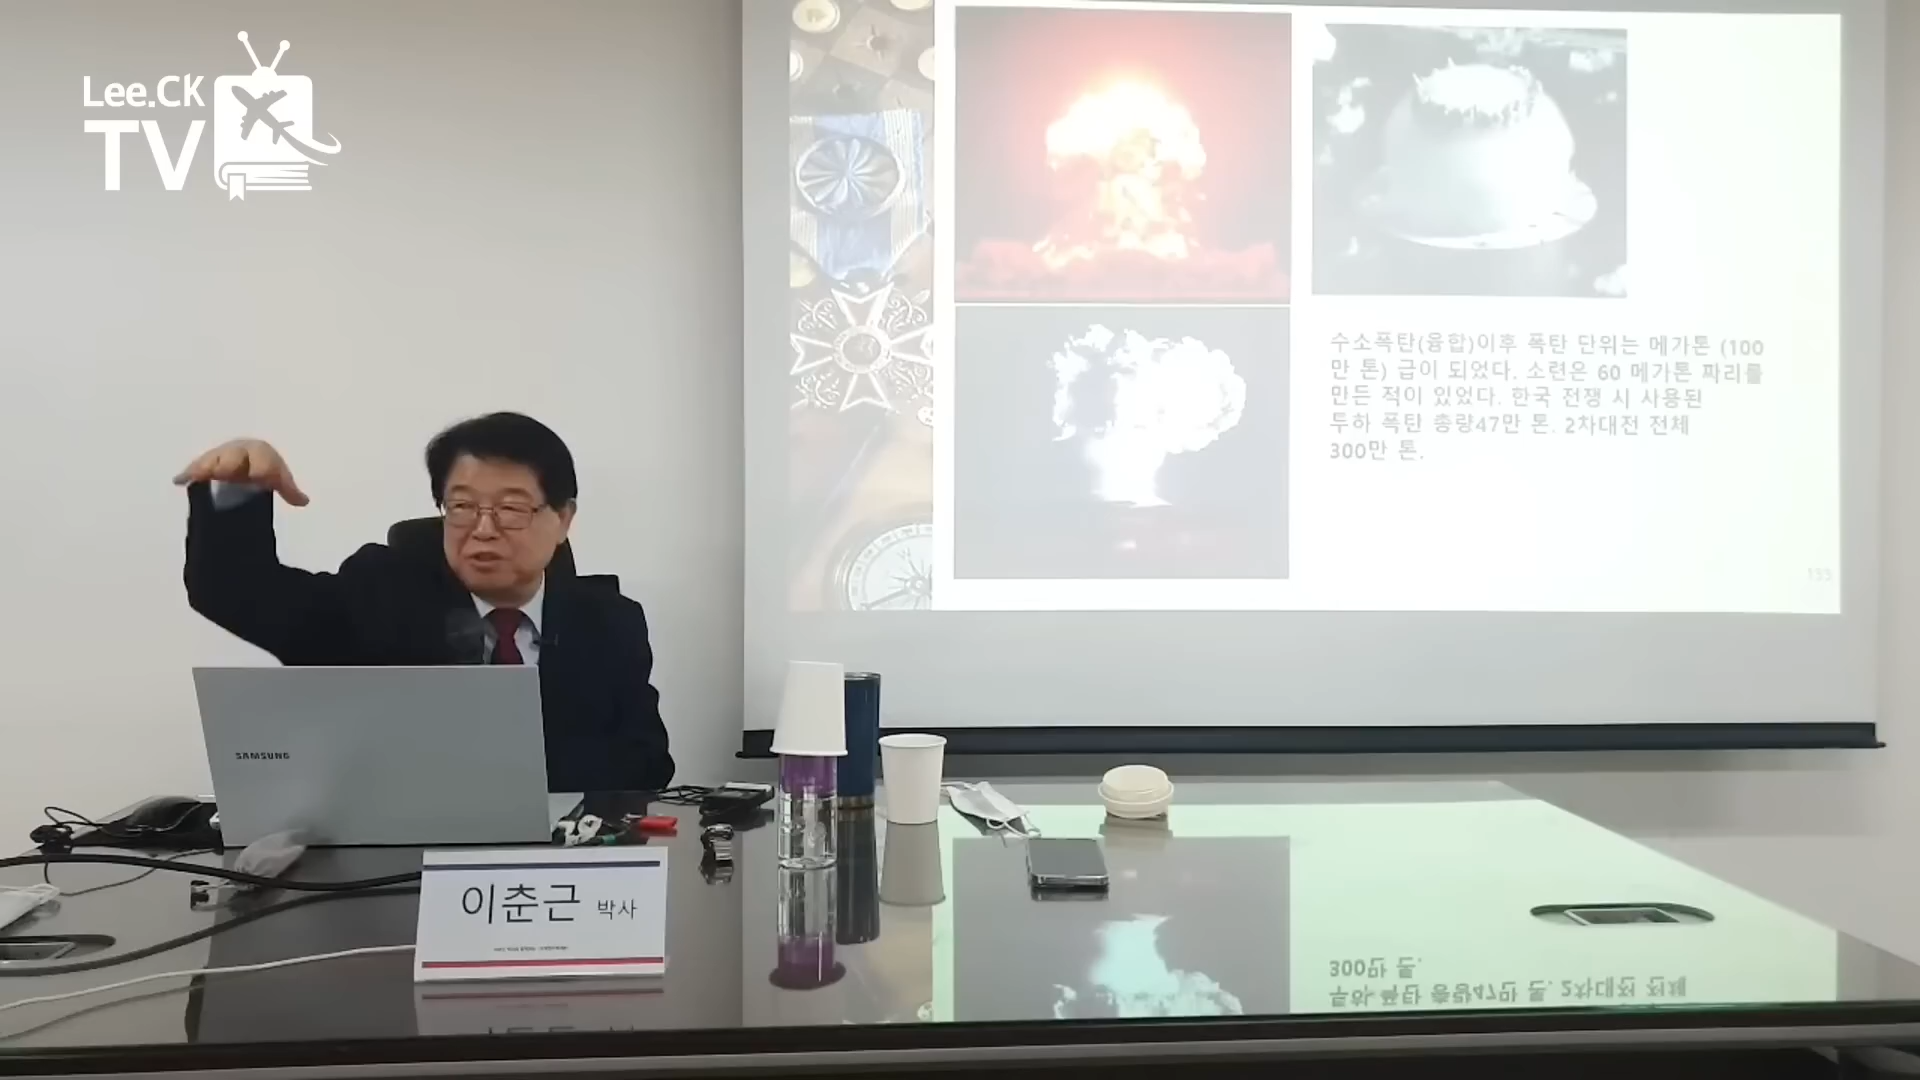 Lee.CK
TV
수소폭탄(융합)이후 폭탄 단위는 메가톤 (100
만 톤) 급이 되었다. 소련은 60 메가톤 짜리를
만든 적이 있었다. 한국 전쟁 시 사용된
투하 폭탄 총량47만 톤. 2차대전 전체
300만 톤.
133
SAMSUNG
이춘근 박사